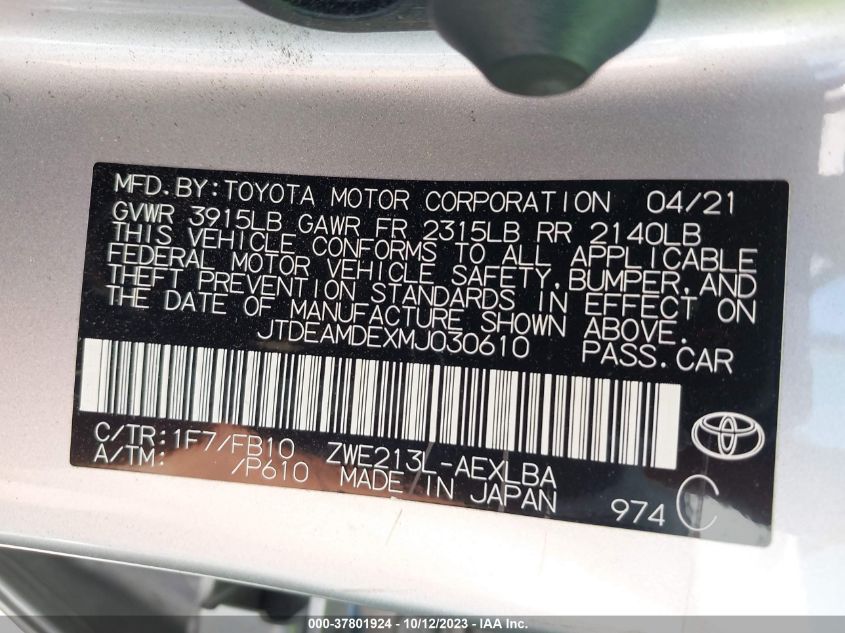 MFD. BY: TOYOTA MOTOR CORPORATION 04/21
GVWR 3915LB GAWR FR 2315LB RR 2140LB
THIS VEHICLE CONFORMS TO ALL APPLICABLE
FEDERAL MOTOR VEHICLE SAFETY, BUMPER, AND
THEFT PREVENTION STANDARDS IN EFFECT ON
THE DATE OF MANUFACTURE SHOWN ABOVE.
JTDEAMDEXMJ030610 PASS. CAR
C/TR: 1F7/FB10 ZWE213L-AEXLBA
A/TM: /P610 MADE IN JAPAN 974 C
000-37801924 - 10/12/2023 - IAA Holdings, LLC.